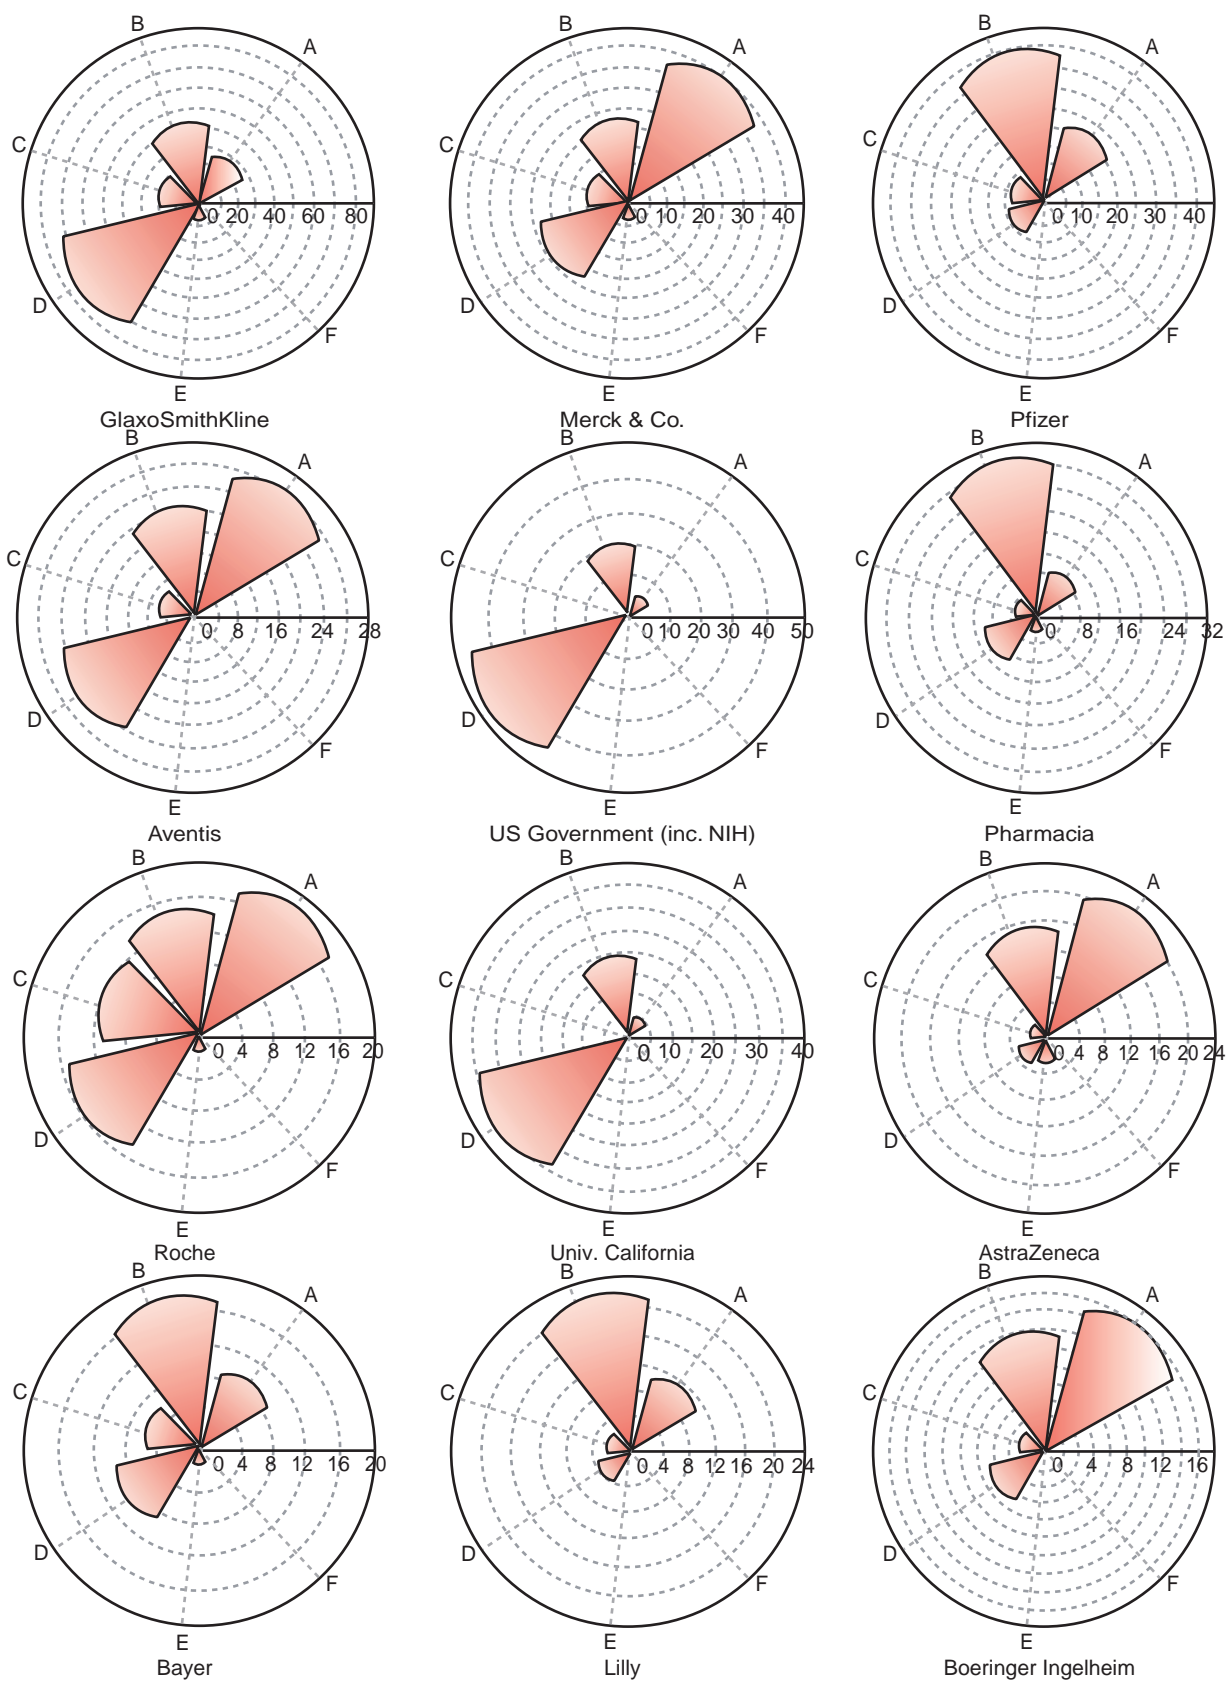 B
A
C
0 20 40 60 80
D
F
E
GlaxoSmithKline
B
A
C
0 10 20 30 40
D
F
E
Merck & Co.
B
A
C
0 10 20 30 40
D
F
E
Pfizer
B
A
C
0 8 16 24 28
D
F
E
Aventis
B
A
C
0 10 20 30 40 50
D
F
E
US Government (inc. NIH)
B
A
C
0 8 16 24 32
D
F
E
Pharmacia
B
A
C
0 4 8 12 16 20
D
F
E
Roche
B
A
C
0 10 20 30 40
D
F
E
Univ. California
B
A
C
0 4 8 12 16 20 24
D
F
E
AstraZeneca
B
A
C
0 4 8 12 16 20
D
F
E
Bayer
B
A
C
0 4 8 12 16 20 24
D
F
E
Lilly
B
A
C
0 4 8 12 16
D
F
E
Boeringer Ingelheim